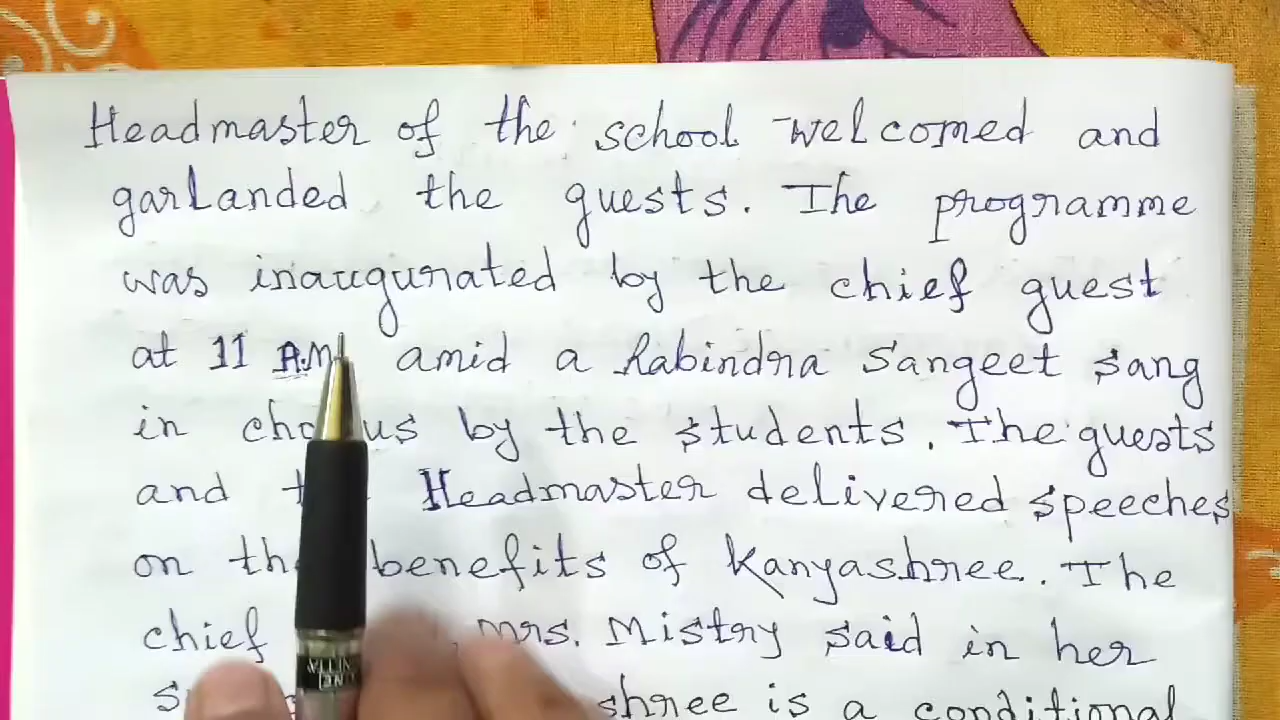 Headmaster of the school welcomed and
garlanded the guests. The programme
was inaugurated by the chief guest
at 11 A.M. amid a Rabindra Sangeet sang
in by the students. The guests
and Headmaster delivered speeches
on benefits of Kanyashree. The
chief Mrs. Mistry said in her
is a conditional